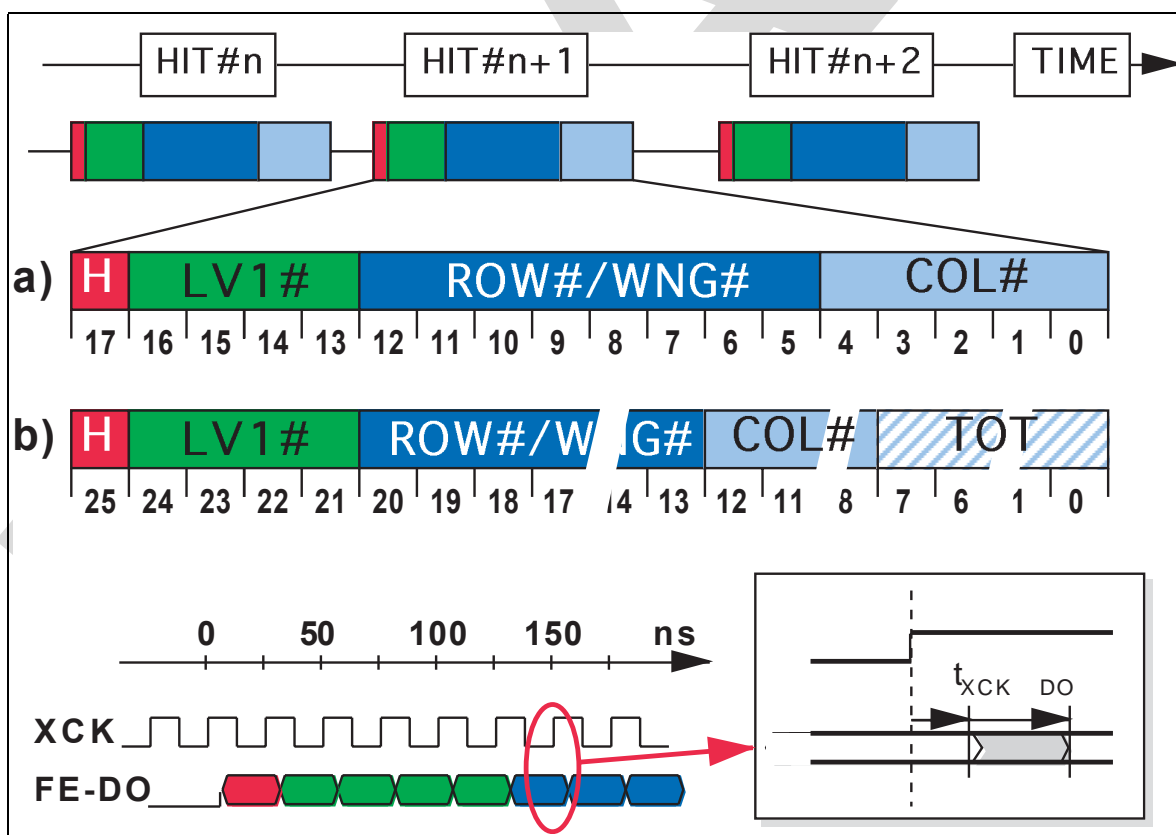 HIT#n HIT#n+1 HIT#n+2 TIME
a) H LV1# ROW#/WNG# COL#
17 16 15 14 13 12 11 10 9 8 7 6 5 4 3 2 1 0
b) H LV1# ROW#/WNG# COL# TOT
25 24 23 22 21 20 19 18 17 14 13 12 11 8 7 6 1 0
0 50 100 150 ns
tXCK DO
XCK
FE-DO